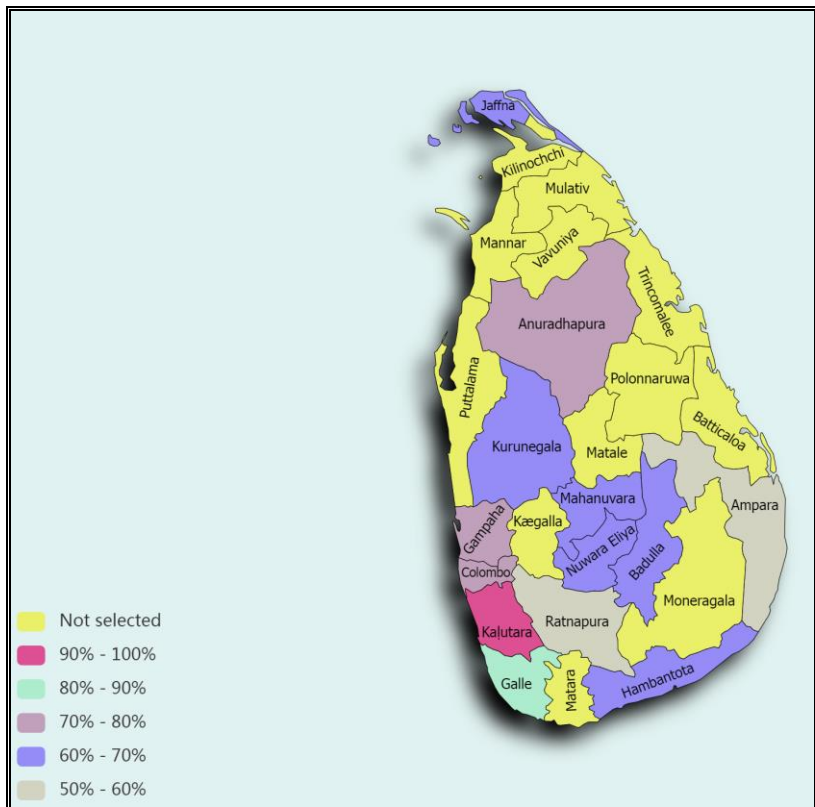 Jaffna
Kilinochchi
Mulativ
Mannar
Vavuniya
Trincomalee
Anuradhapura
Puttalama
Polonnaruwa
Batticaloa
Kurunegala
Matale
Mahanuvara
Ampara
Gampaha
Kægalla
Nuwara Eliya
Badulla
Colombo
Moneragala
Kaḷutara
Ratnapura
Galle
Matara
Hambantota
Not selected
90% - 100%
80% - 90%
70% - 80%
60% - 70%
50% - 60%